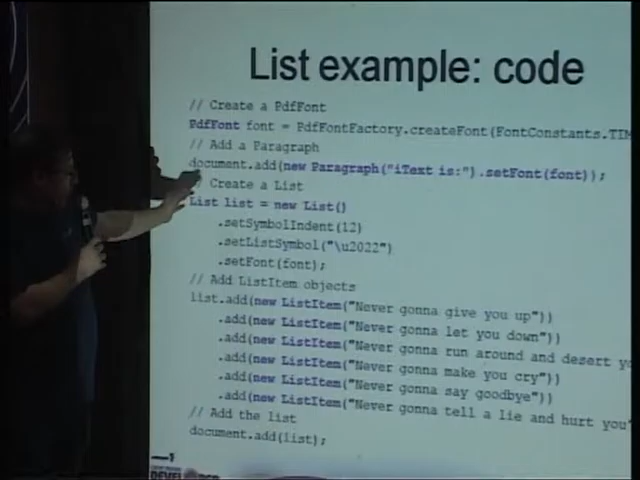 List example: code
// Create a PdfFont
PdfFont font = PdfFontFactory.createFont(FontConstants.TIM
// Add a Paragraph
document.add(new Paragraph("iText is:").setFont(font));
/ Create a List
List list = new List()
.setSymbolIndent(12)
.setListSymbol("\u2022")
.setFont(font);
// Add ListItem objects
list.add(new ListItem("Never gonna give you up"))
.add(new ListItem("Never gonna let you down"))
.add(new ListItem("Never gonna run around and desert yo
.add(new ListItem("Never gonna make you cry"))
.add(new ListItem("Never gonna say goodbye"))
.add(new ListItem("Never gonna tell a lie and hurt you"
// Add the list
document.add(list);